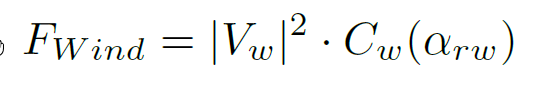 F_{Wind} = |V_w|^2 · C_w(α_{rw})